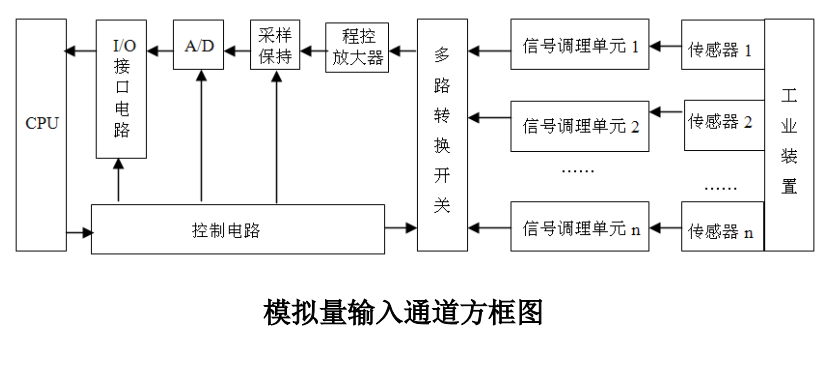 CPU
I/O
接
口
电
路
A/D
采样
保持
程控
放大器
多
路
转
换
开
关
信号调理单元 1
传感器 1
信号调理单元 2
传感器 2
……
……
信号调理单元 n
传感器 n
工
业
装
置
控制电路
模拟量输入通道方框图